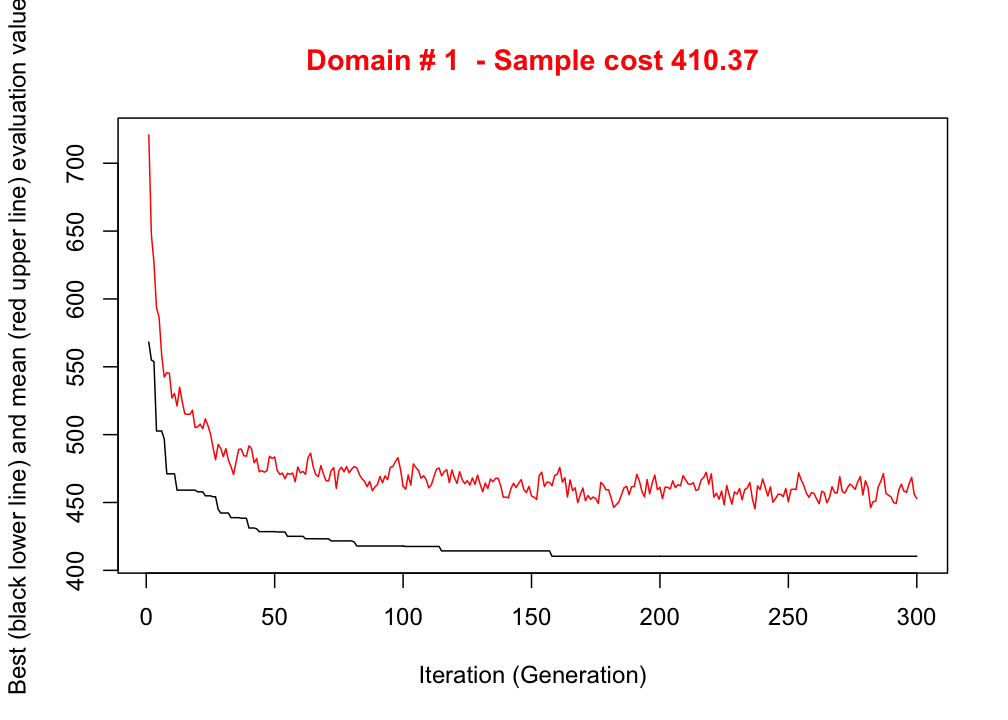 Domain # 1  - Sample cost 410.37
Best (black lower line) and mean (red upper line) evaluation value
700
650
600
550
500
450
400
0 50 100 150 200 250 300
Iteration (Generation)